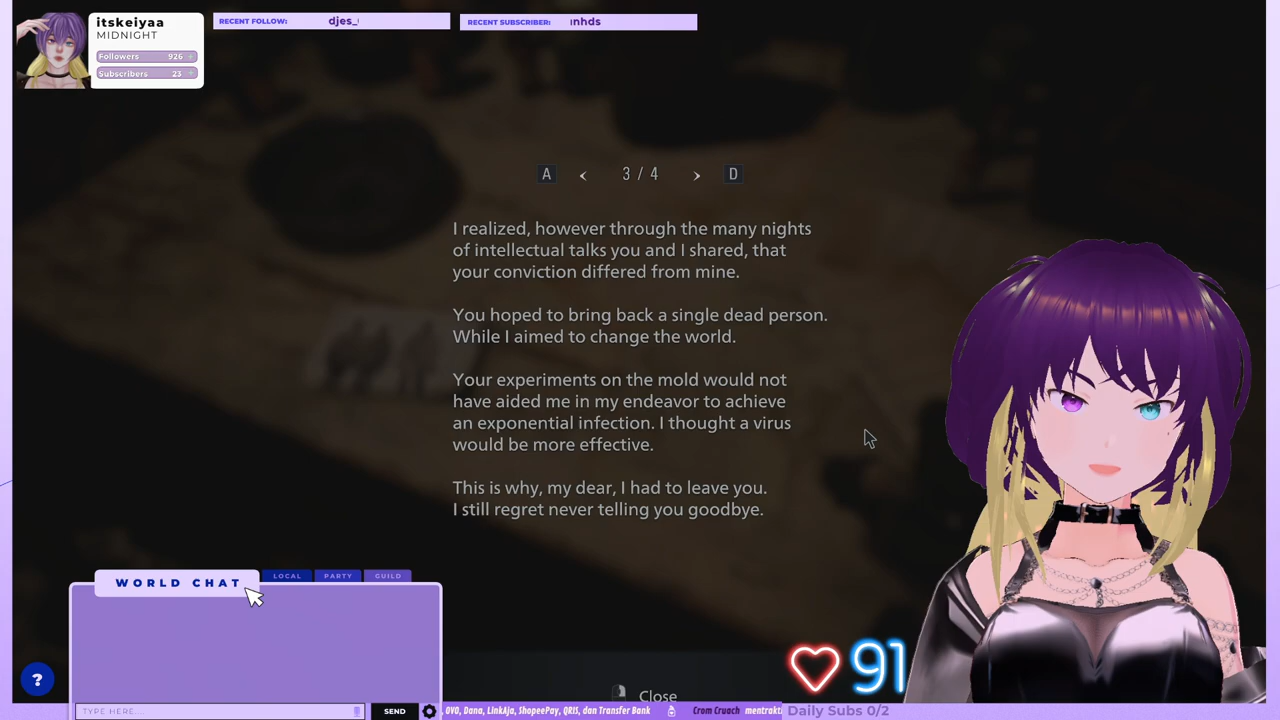 itskeiyaa
MIDNIGHT
Followers 926 +
Subscribers 23 +
RECENT FOLLOW: djes_
RECENT SUBSCRIBER: nhds
A < 3 / 4 > D
I realized, however through the many nights
of intellectual talks you and I shared, that
your conviction differed from mine.
You hoped to bring back a single dead person.
While I aimed to change the world.
Your experiments on the mold would not
have aided me in my endeavor to achieve
an exponential infection. I thought a virus
would be more effective.
This is why, my dear, I had to leave you.
I still regret never telling you goodbye.
Close
WORLD CHAT
LOCAL
PARTY
GUILD
?
TYPE HERE...
SEND
91
, OVO, Dana, LinkAja, ShopeePay, QRIS, dan Transfer Bank
Crom Cruach mentrakti
Daily Subs 0/2